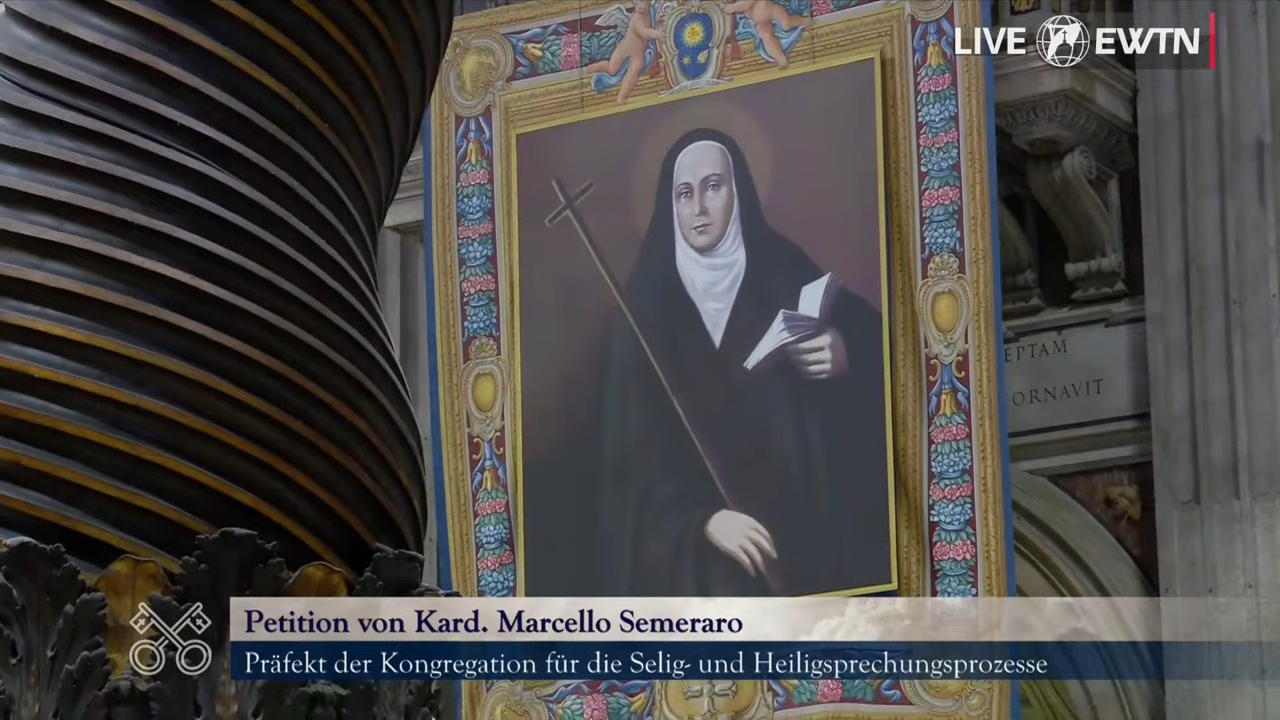 LIVE EWTN
EPTAM
ORNAVIT
Petition von Kard. Marcello Semeraro
Präfekt der Kongregation für die Selig- und Heiligsprechungsprozesse